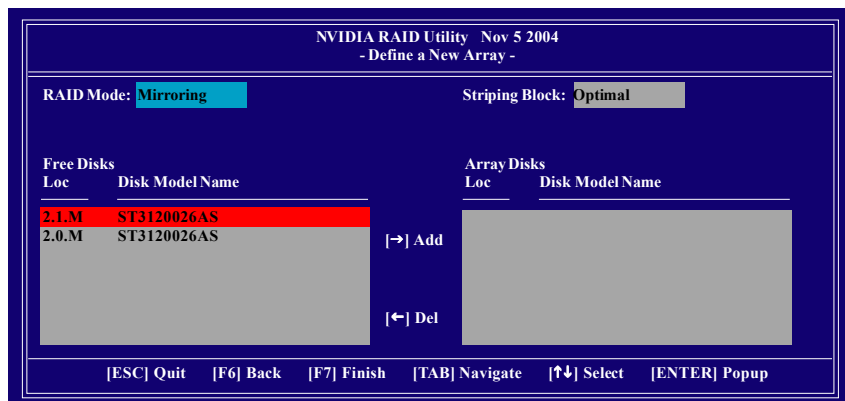 NVIDIA RAID Utility Nov 5 2004
- Define a New Array -
RAID Mode: Mirroring Striping Block: Optimal
Free Disks Array Disks
Loc Disk Model Name Loc Disk Model Name
2.1.M ST3120026AS
2.0.M ST3120026AS
[→] Add
[←] Del
[ESC] Quit [F6] Back [F7] Finish [TAB] Navigate [↑↓] Select [ENTER] Popup